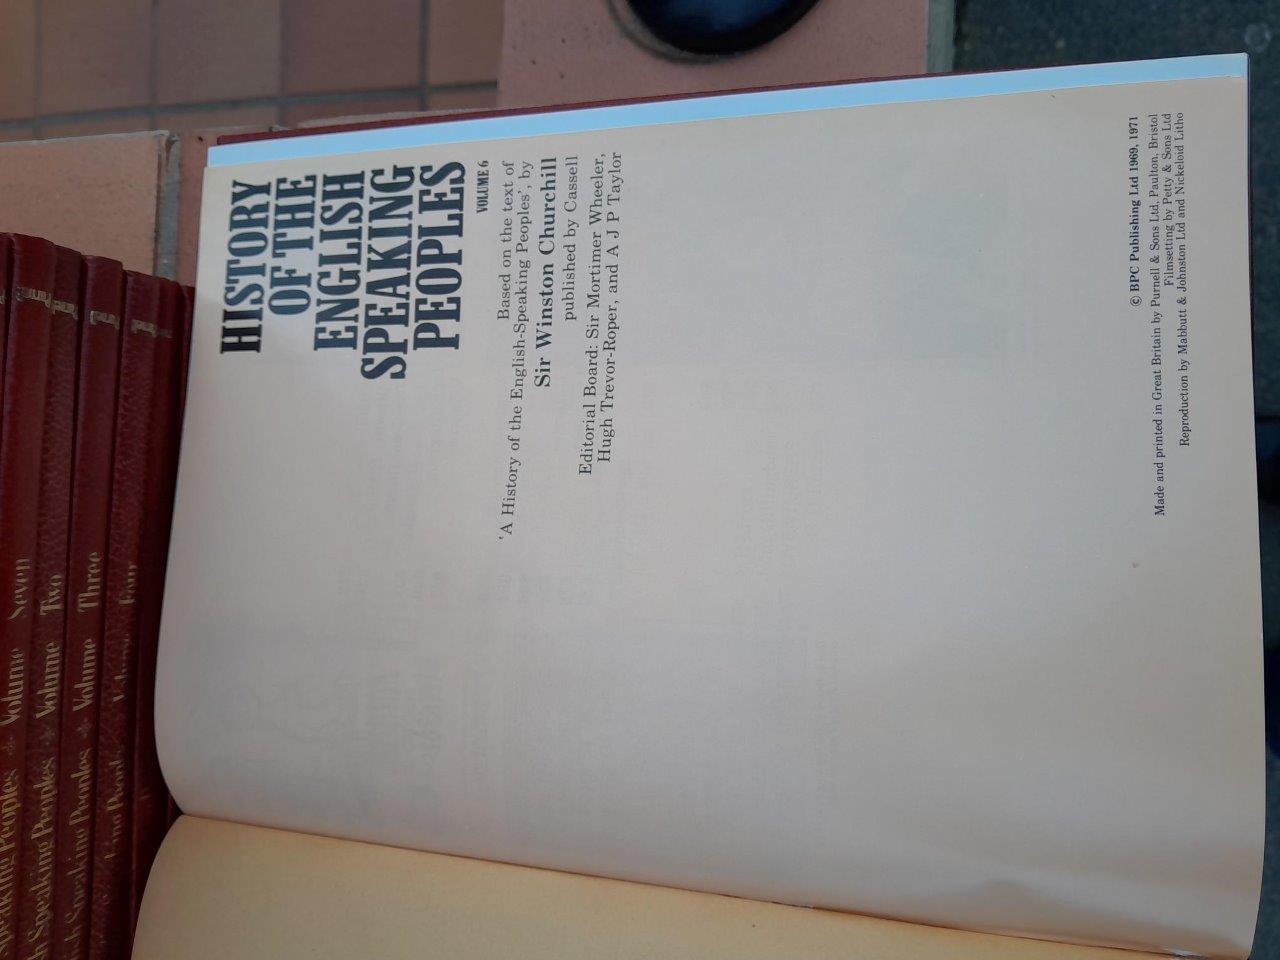 HISTORY
OF THE
ENGLISH
SPEAKING
PEOPLES
VOLUME 6
Based on the text of
'A History of the English-Speaking Peoples', by
Sir Winston Churchill
published by Cassell
Editorial Board: Sir Mortimer Wheeler,
Hugh Trevor-Roper, and A J P Taylor
© BPC Publishing Ltd 1969, 1971
Made and printed in Great Britain by Purnell & Sons Ltd, Paulton, Bristol
Filmsetting by Petty & Sons Ltd
Reproduction by Mabbutt & Johnston Ltd and Nickeloid Litho
Peoples Volume Seven
Speaking Peoples Volume Two
Speaking Peoples Volume Three
Four